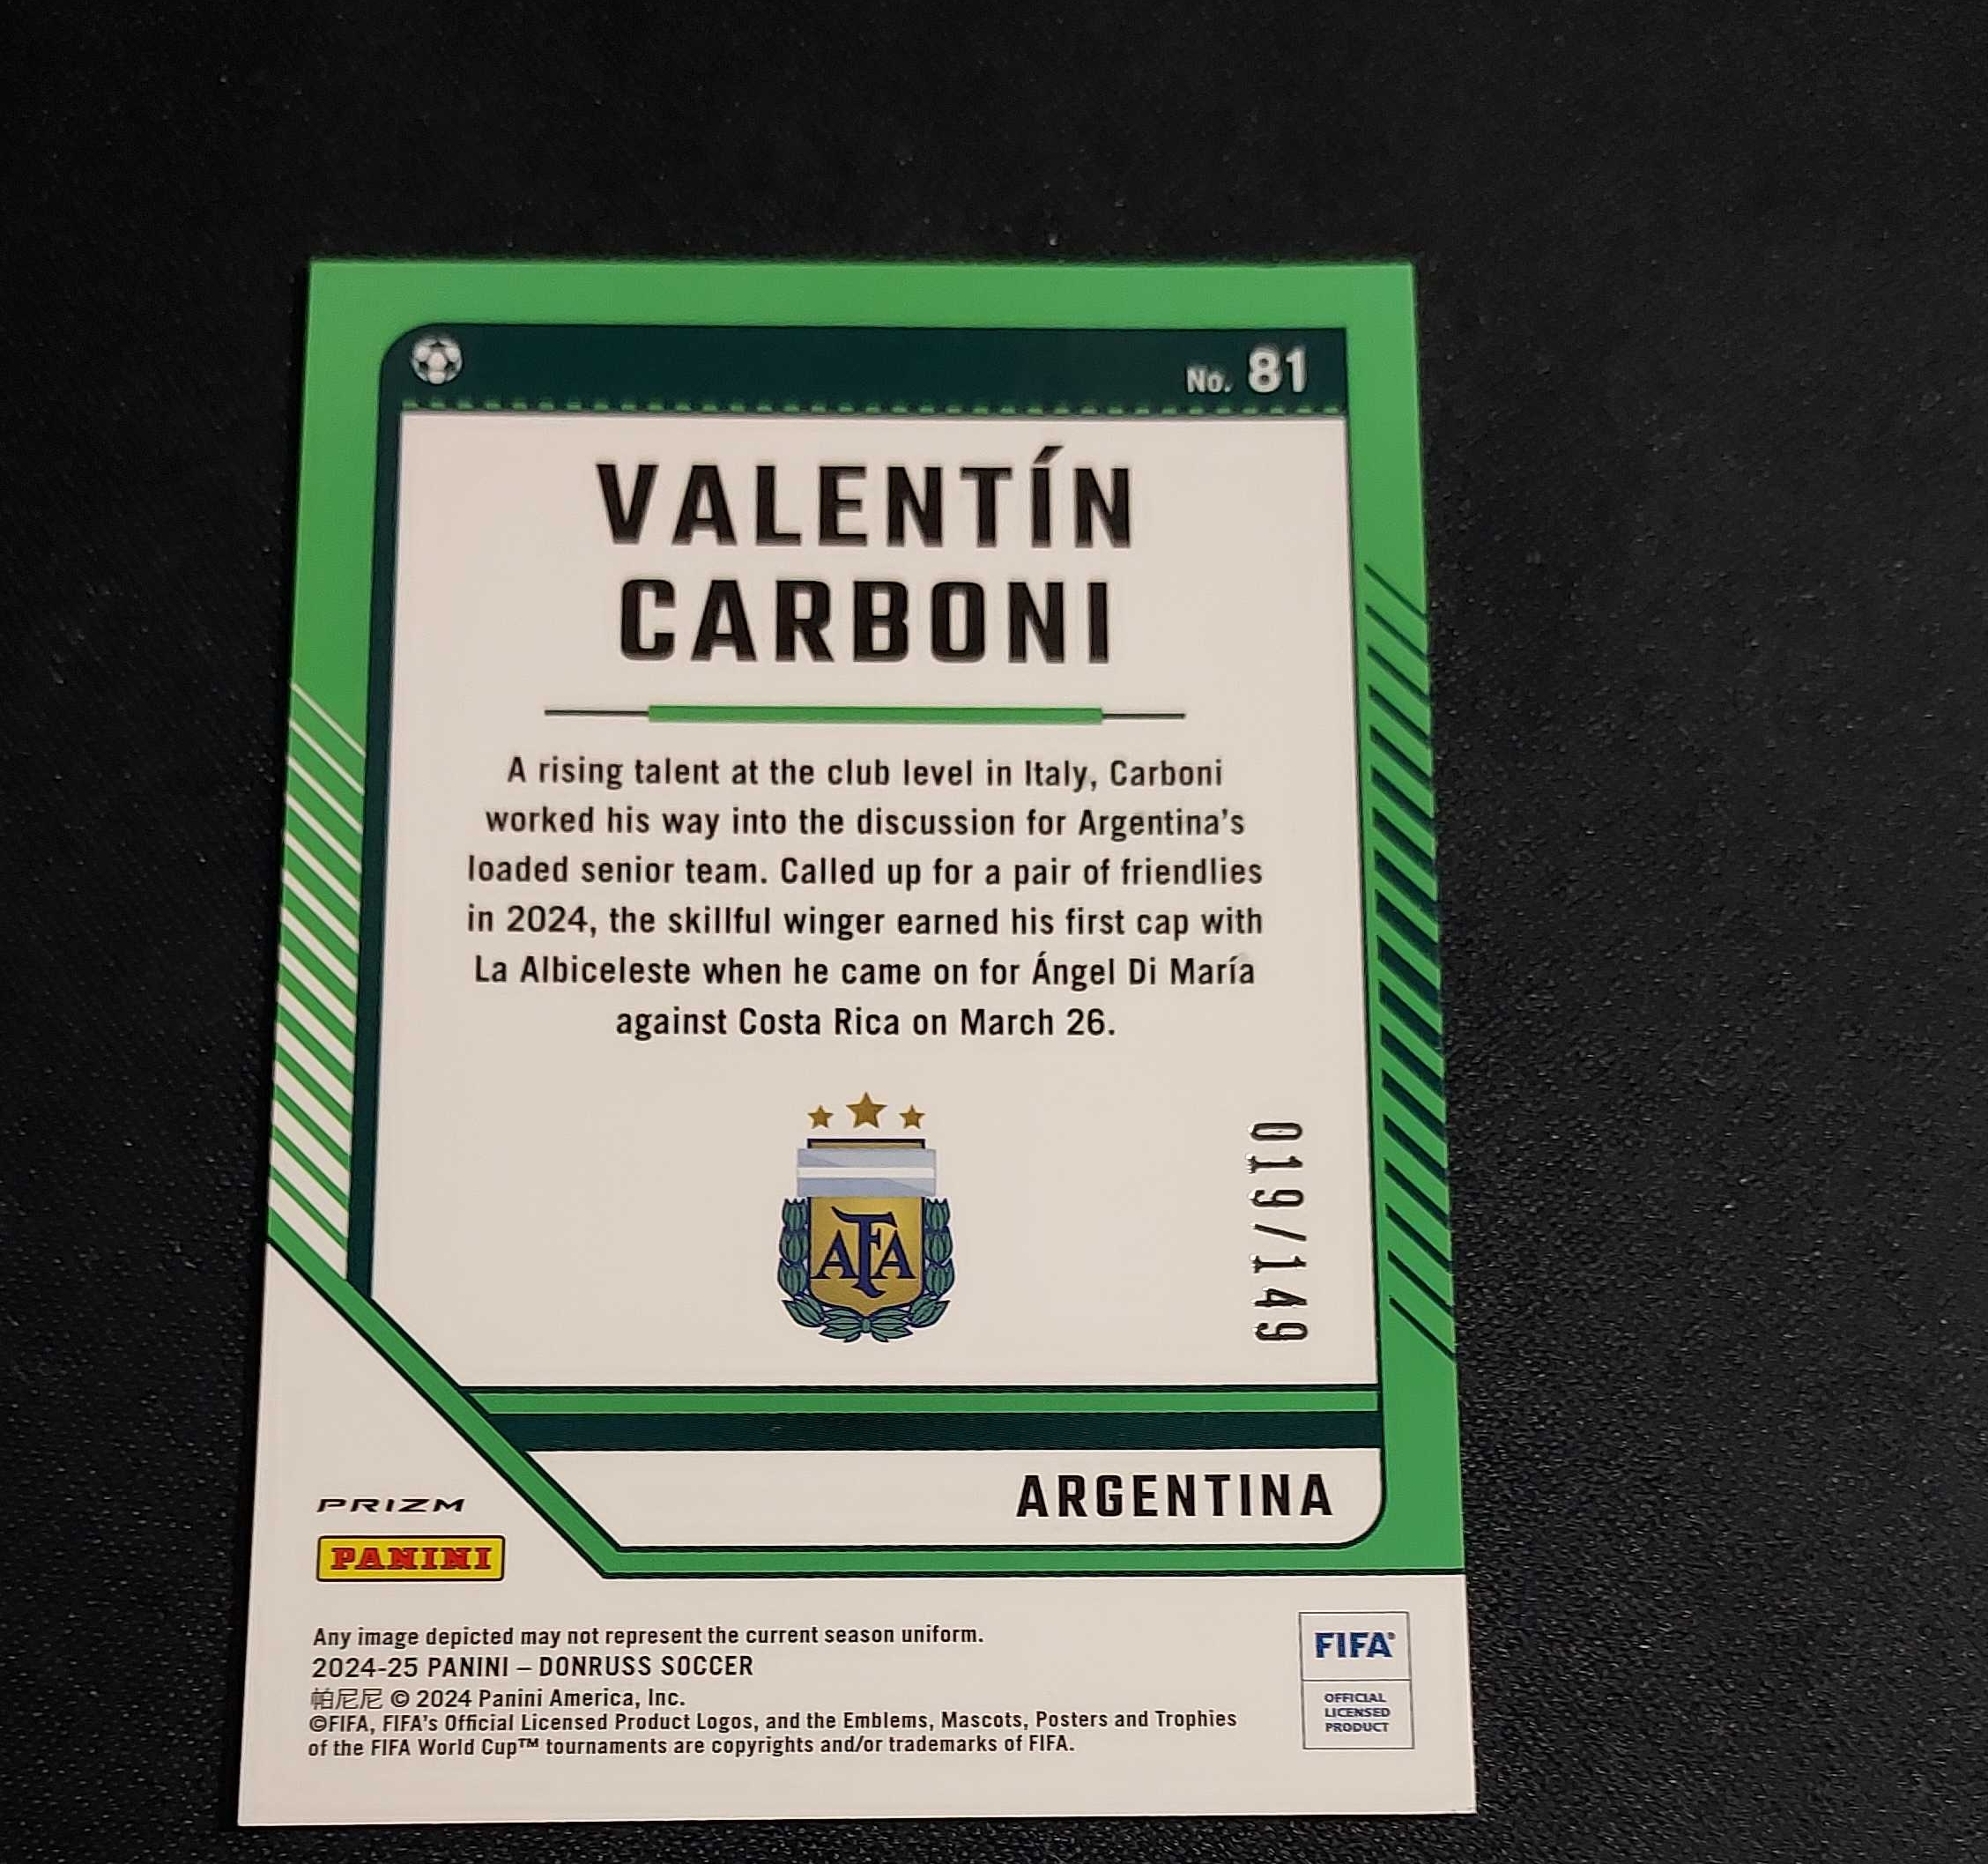 No. 81
VALENTÍN
CARBONI
A rising talent at the club level in Italy, Carboni
worked his way into the discussion for Argentina's
loaded senior team. Called up for a pair of friendlies
in 2024, the skillful winger earned his first cap with
La Albiceleste when he came on for Ángel Di María
against Costa Rica on March 26.
AFA
019/149
ARGENTINA
PRIZM
PANINI
Any image depicted may not represent the current season uniform.
2024-25 PANINI – DONRUSS SOCCER
帕尼尼 © 2024 Panini America, Inc.
©FIFA, FIFA's Official Licensed Product Logos, and the Emblems, Mascots, Posters and Trophies
of the FIFA World Cup™ tournaments are copyrights and/or trademarks of FIFA.
FIFA®
OFFICIAL
LICENSED
PRODUCT